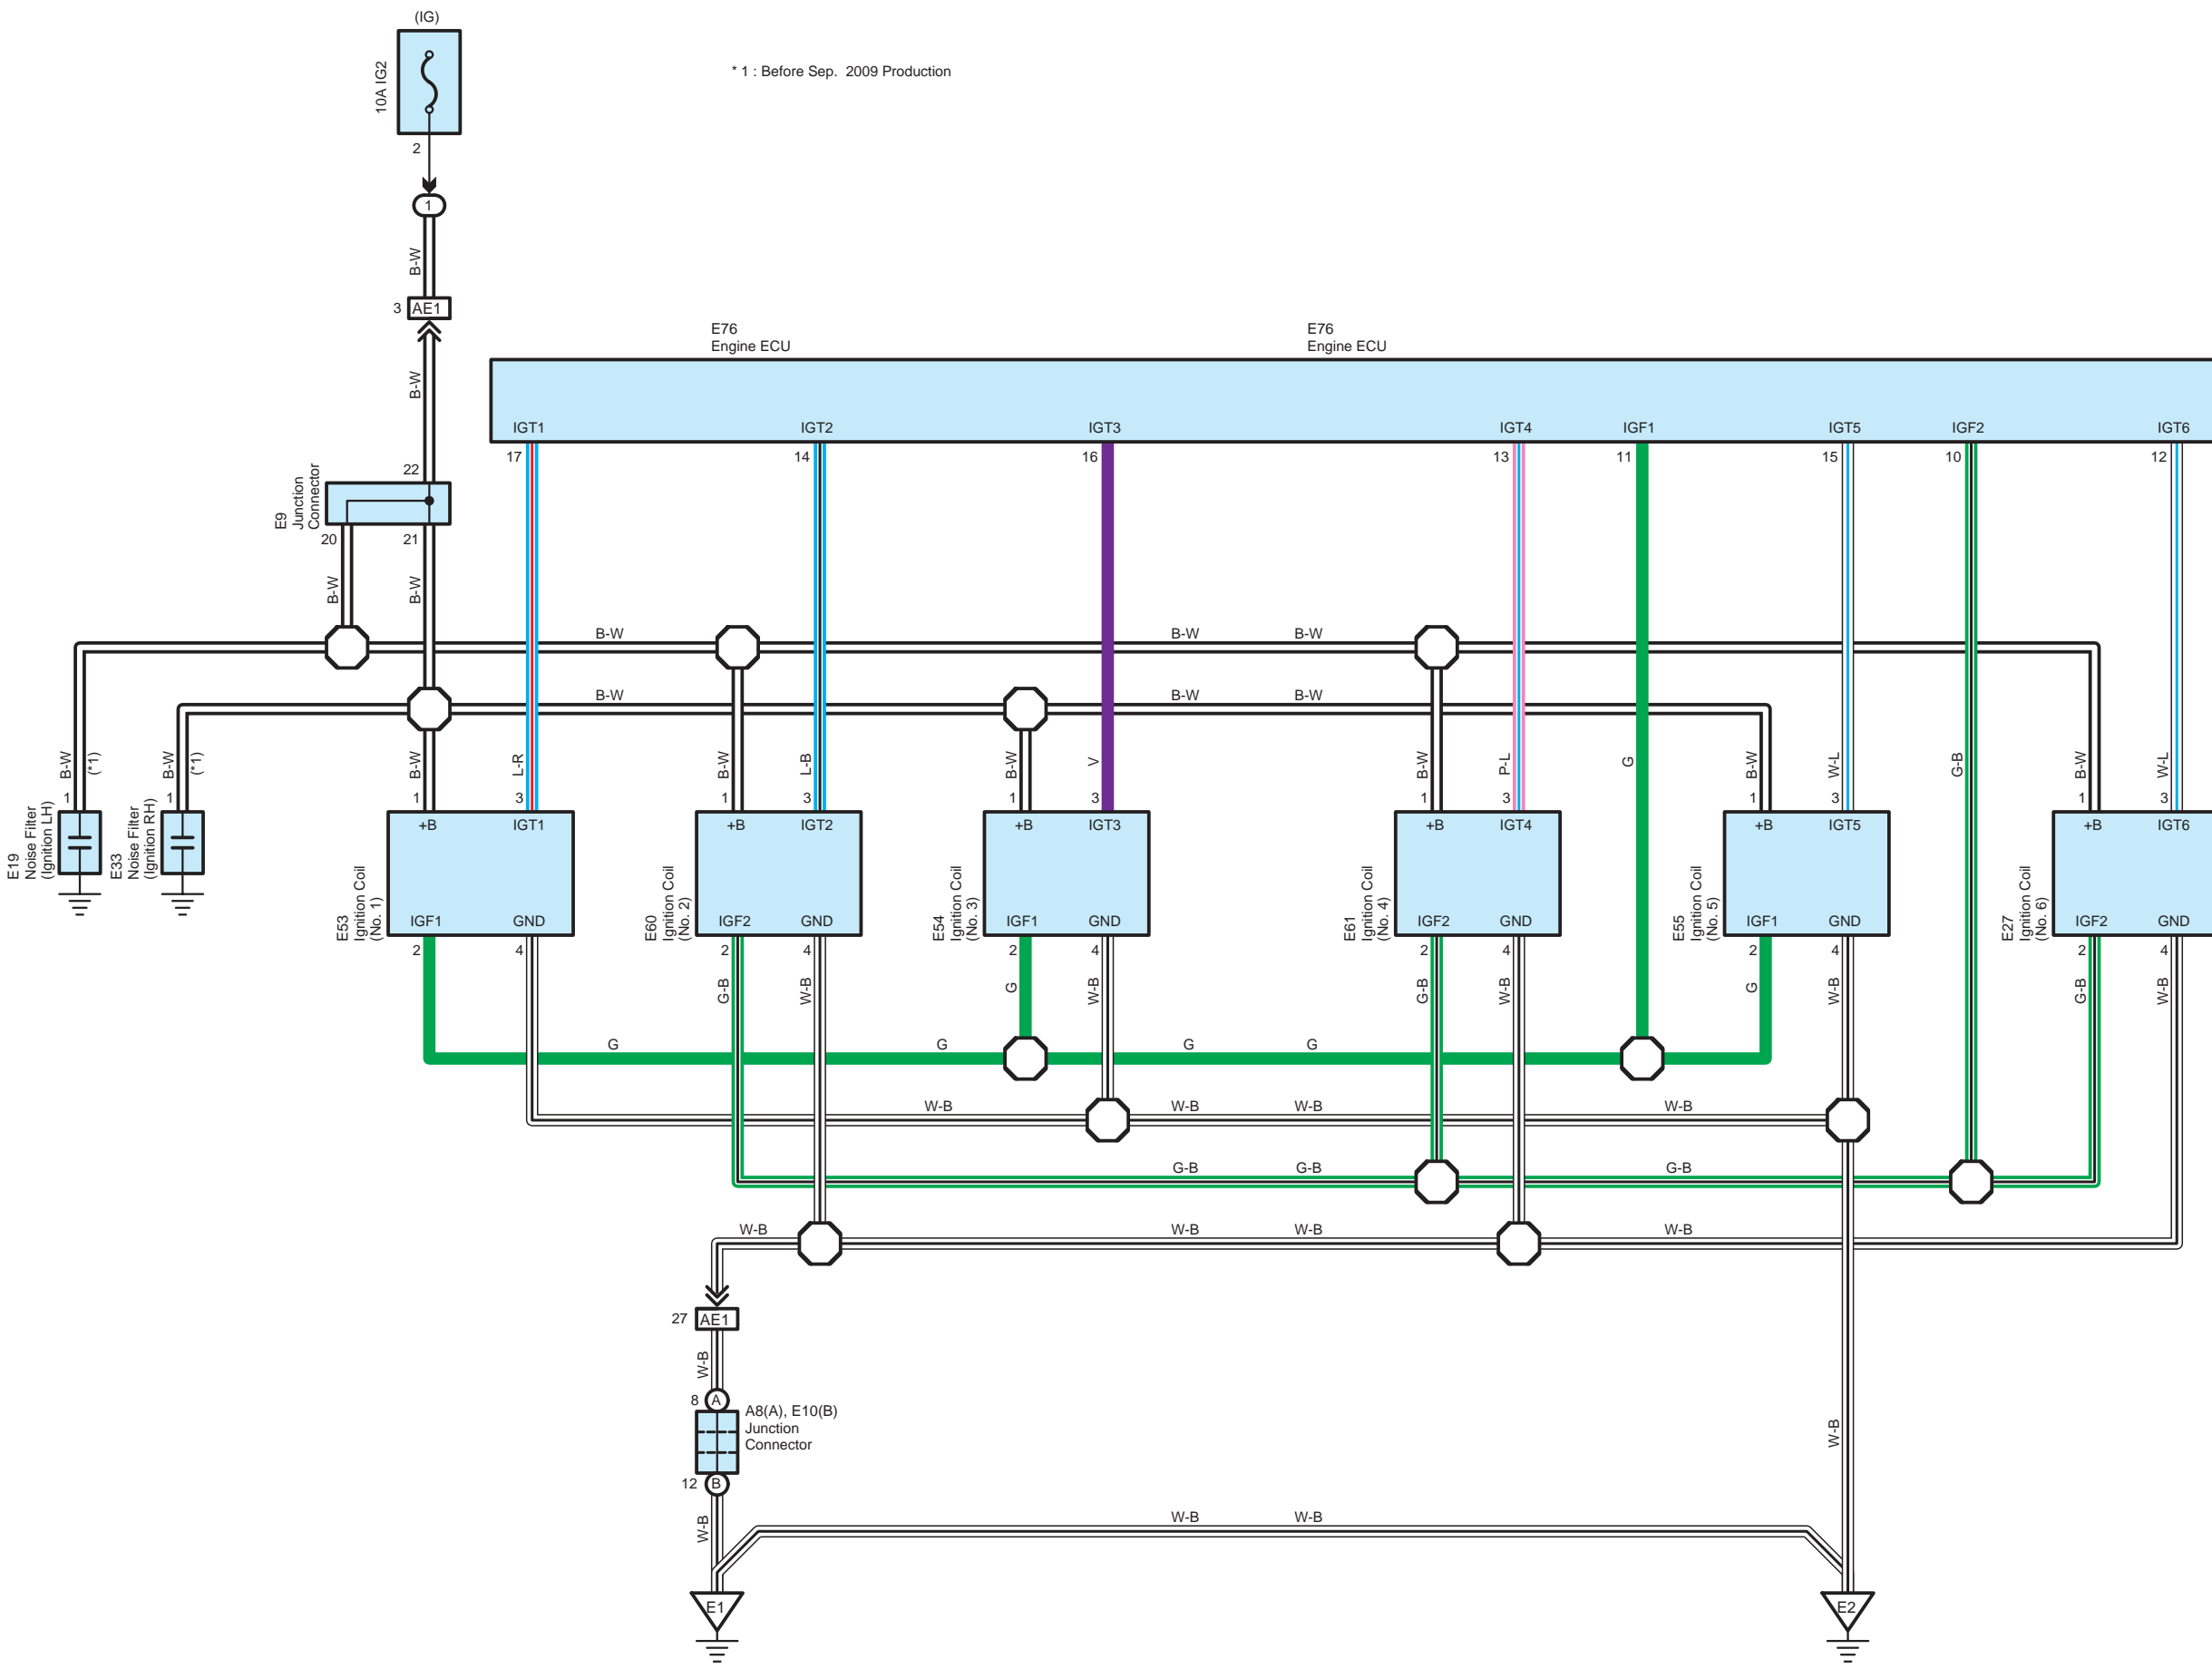 (IG)
10A IG2
* 1 : Before Sep. 2009 Production
2
1
B-W
3 AE1
E76
Engine ECU
E76
Engine ECU
B-W
IGT1 IGT2 IGT3 IGT4 IGF1 IGT5 IGF2 IGT6
17 14 16 13 11 15 10 12
22
E9
Junction
Connector
20 21
B-W B-W
B-W B-W B-W
B-W B-W B-W
B-W (*1) B-W (*1) B-W L-R B-W L-B B-W V B-W P-L G B-W W-L G-B B-W W-L
1 1 1 3 1 3 1 3 1 3 1 3 1 3
+B IGT1 +B IGT2 +B IGT3 +B IGT4 +B IGT5 +B IGT6
E19
Noise Filter
(Ignition LH)
E33
Noise Filter
(Ignition RH)
E53
Ignition Coil
(No. 1)
E60
Ignition Coil
(No. 2)
E54
Ignition Coil
(No. 3)
E61
Ignition Coil
(No. 4)
E55
Ignition Coil
(No. 5)
E27
Ignition Coil
(No. 6)
IGF1 GND IGF2 GND IGF1 GND IGF2 GND IGF1 GND IGF2 GND
2 4 2 4 2 4 2 4 2 4 2 4
G-B W-B G W-B G-B W-B G W-B G-B W-B
G G G G
W-B W-B W-B W-B
G-B G-B G-B
W-B W-B W-B W-B
27 AE1
W-B
8 A
A8(A), E10(B)
Junction
Connector
12 B
W-B
W-B
W-B W-B
E1 E2